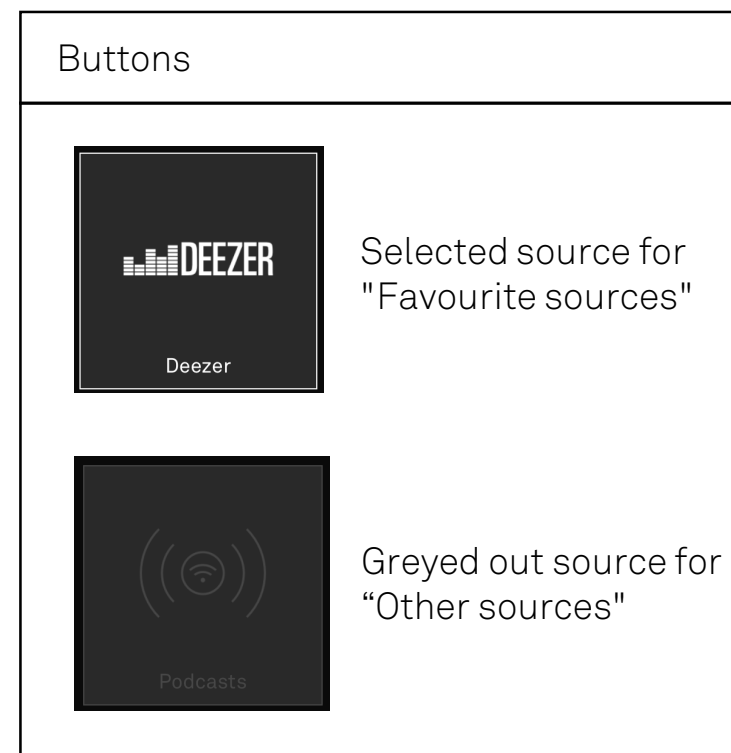 Buttons
DEEZER
Deezer
Selected source for
"Favourite sources"
Podcasts
Greyed out source for
“Other sources"